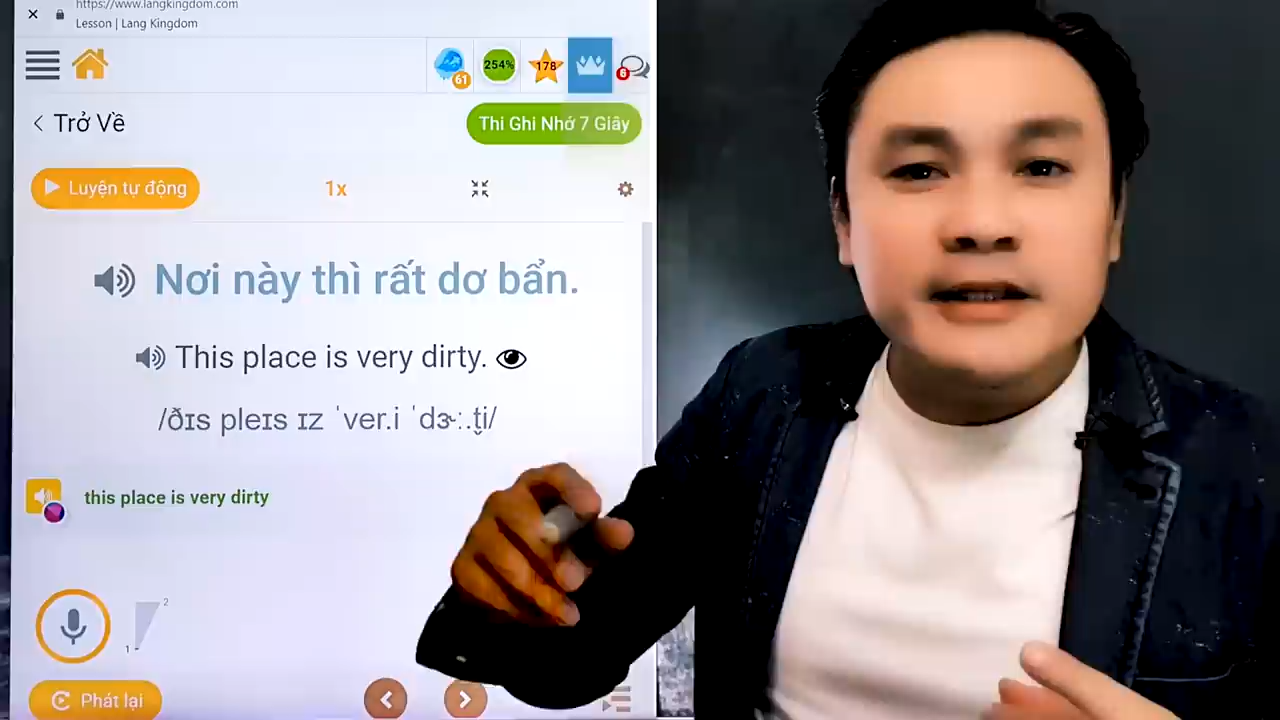 https://www.langkingdom.com
Lesson | Lang Kingdom
61
254%
178
6
Trở Về
Thi Ghi Nhớ 7 Giây
Luyện tự động
1x
Nơi này thì rất dơ bẩn.
This place is very dirty.
/ðɪs pleɪs ɪz ˈver.i ˈdɝː.t̬i/
this place is very dirty
2
1
Phát lại